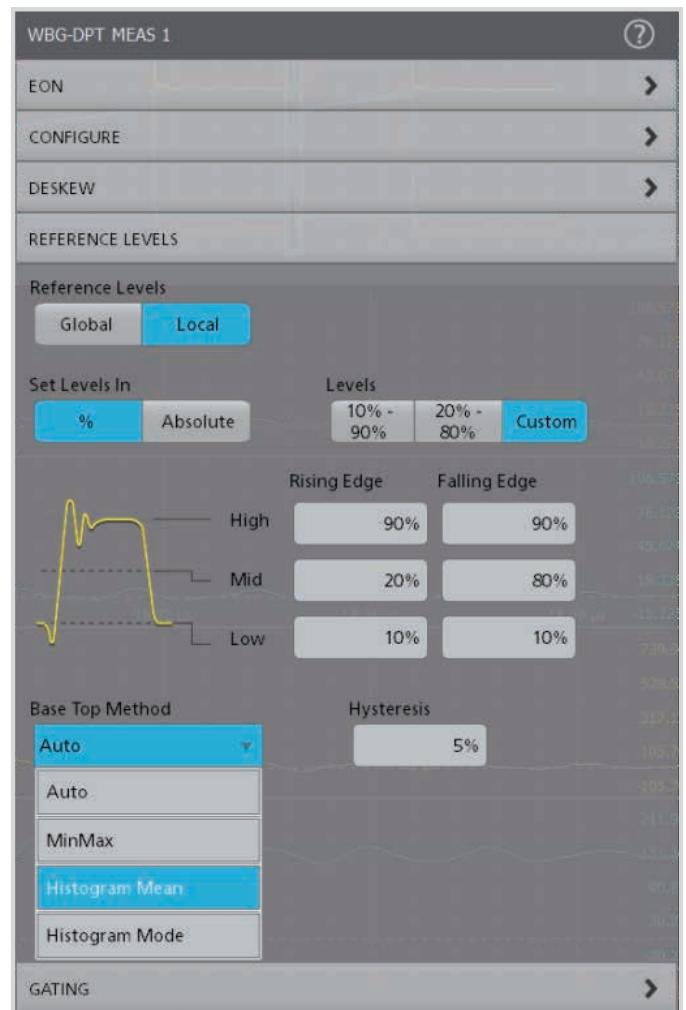 WBG-DPT MEAS 1 ?
EON
CONFIGURE
DESKEW
REFERENCE LEVELS
Reference Levels
Global Local
Set Levels In Levels
% Absolute 10% - 90% 20% - 80% Custom
Rising Edge Falling Edge
High 90% 90%
Mid 20% 80%
Low 10% 10%
Base Top Method Hysteresis
Auto 5%
Auto
MinMax
Histogram Mean
Histogram Mode
GATING